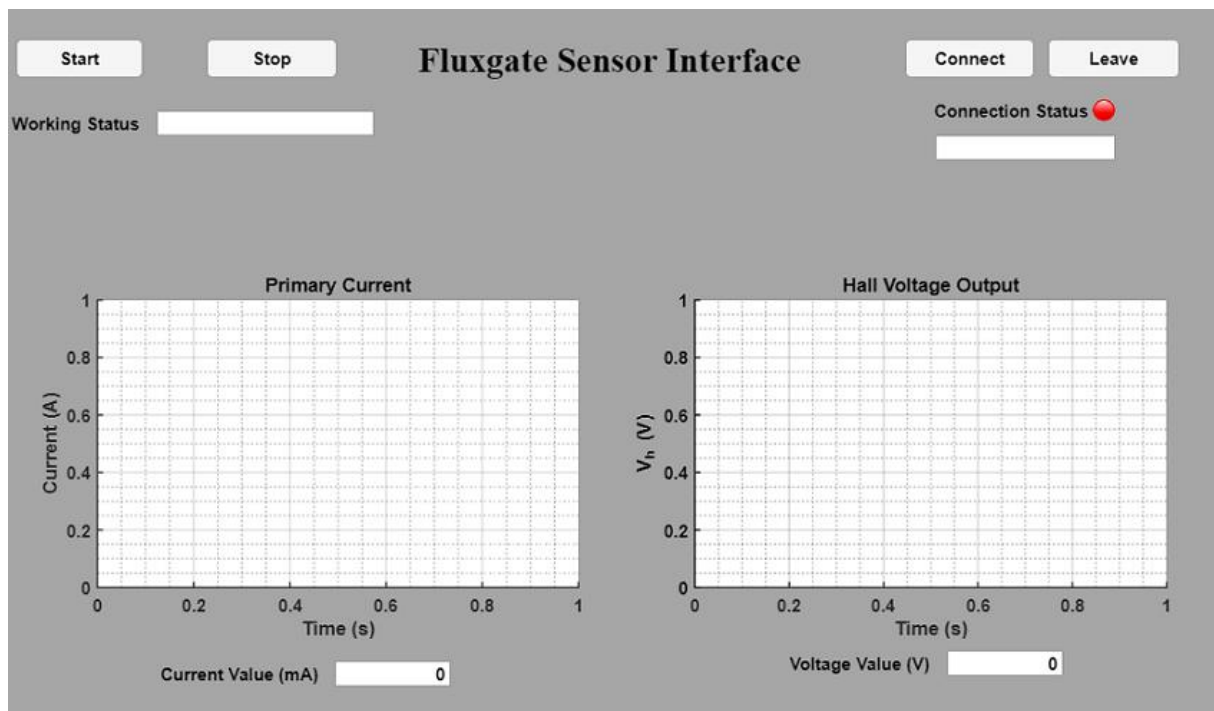 Start
Stop
Fluxgate Sensor Interface
Connect
Leave
Working Status
Connection Status
Primary Current
1
0.8
0.6
0.4
0.2
0
Current (A)
0 0.2 0.4 0.6 0.8 1
Time (s)
Current Value (mA) 0
Hall Voltage Output
1
0.8
0.6
0.4
0.2
0
Vₕ (V)
0 0.2 0.4 0.6 0.8 1
Time (s)
Voltage Value (V) 0